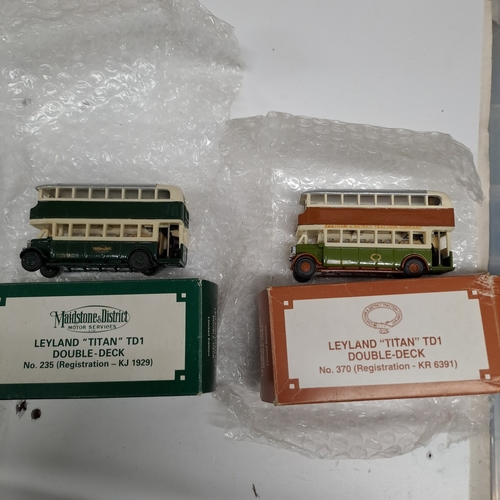 Maidstone & District
MOTOR SERVICES
LEYLAND "TITAN" TD1
DOUBLE-DECK
No. 235 (Registration – KJ 1929)
LEYLAND "TITAN" TD1
DOUBLE-DECK
No. 370 (Registration - KR 6391)